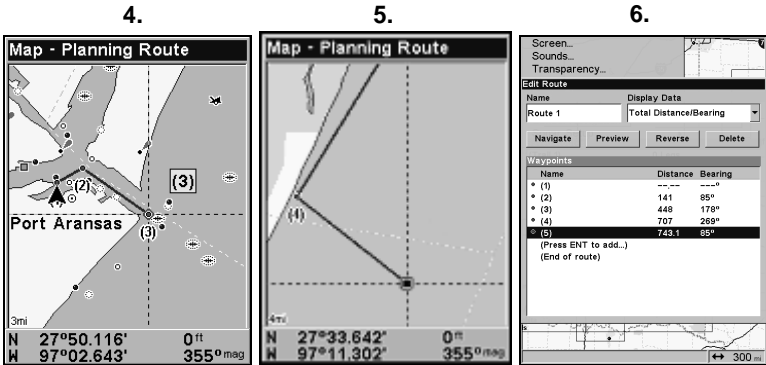 4.
5.
6.
Map - Planning Route
(2)
(3)
Port Aransas
(3)
3mi
N 27°50.116' 0 ft
W 97°02.643' 355° mag
Map - Planning Route
(4)
4mi
N 27°33.642' 0 ft
W 97°11.302' 355° mag
Screen...
Sounds...
Transparency...
Edit Route
Name Display Data
Route 1 Total Distance/Bearing
Navigate Preview Reverse Delete
Waypoints
Name Distance Bearing
(1) --.-- ---°
(2) 141 85°
(3) 448 178°
(4) 707 269°
(5) 743.1 85°
(Press ENT to add...)
(End of route)
↔ 300 mi